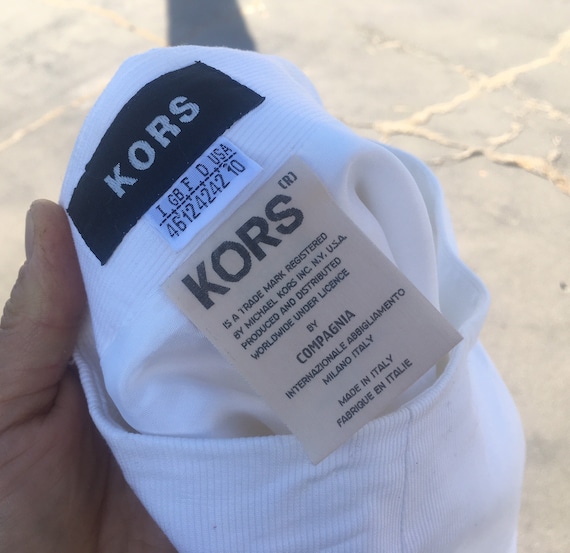 KORS
I GB F D USA
46 12 42 42 10
KORS (R)
IS A TRADE MARK REGISTERED
BY MICHAEL KORS INC. N.Y. U.S.A.
PRODUCED AND DISTRIBUTED
WORLDWIDE UNDER LICENCE
BY
COMPAGNIA
INTERNAZIONALE ABBIGLIAMENTO
MILANO ITALY
MADE IN ITALY
FABRIQUE EN ITALIE